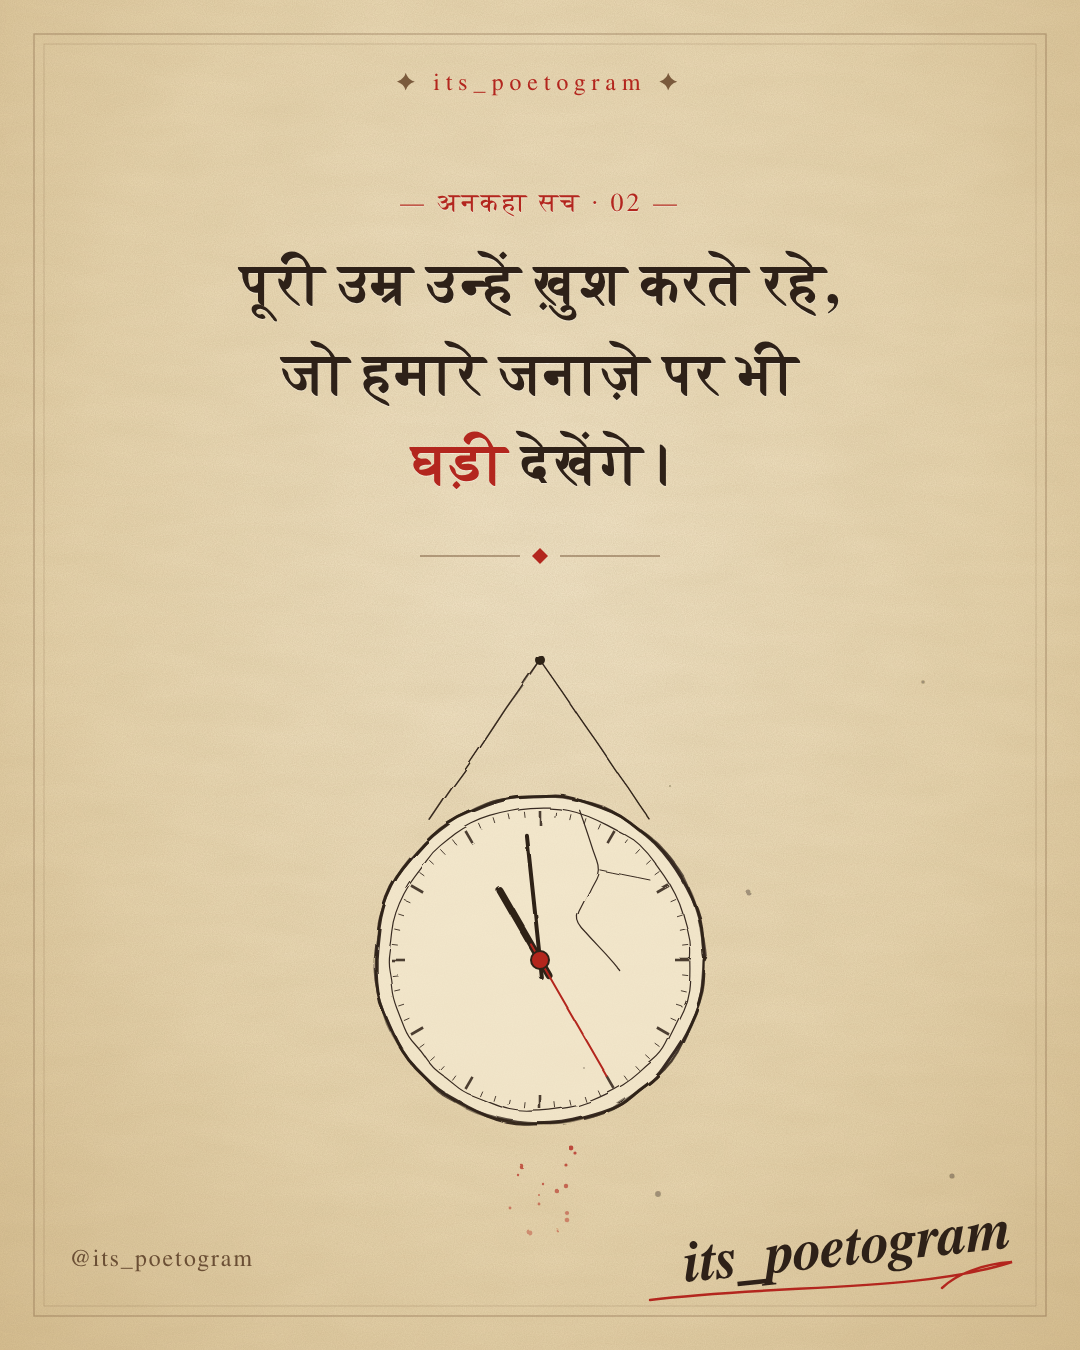 ✦ its_poetogram ✦
— अनकहा सच · 02 —
पूरी उम्र उन्हें ख़ुश करते रहे,
जो हमारे जनाज़े पर भी
घड़ी देखेंगे।
@its_poetogram
its_poetogram